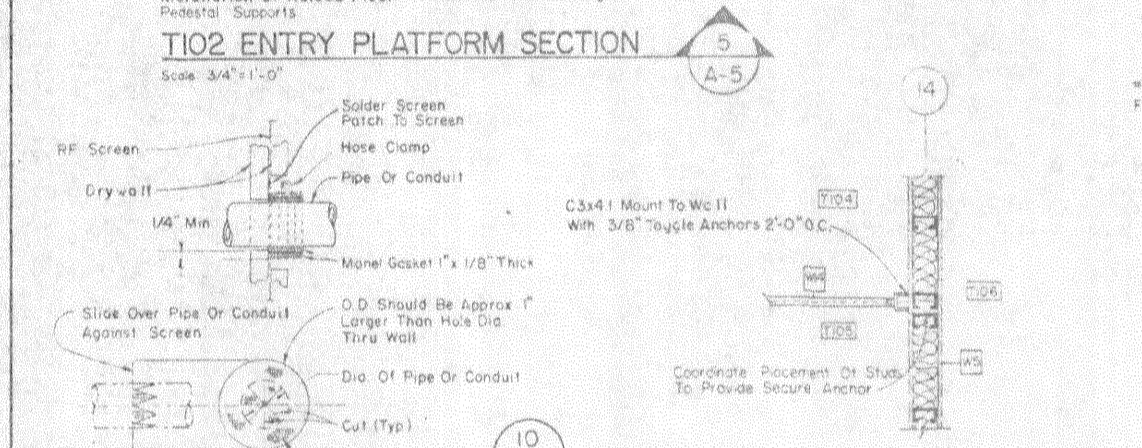 Pedestal Supports
T102 ENTRY PLATFORM SECTION
5
A-5
Scale 3/4"=1'-0"
Solder Screen
Patch To Screen
RF Screen
Hose Clamp
Drywall
Pipe Or Conduit
1/4" Min
Monel Gasket 1" x 1/8" Thick
Slide Over Pipe Or Conduit
Against Screen
O.D. Should Be Approx 1"
Larger Than Hole Dia.
Thru Wall
Dia. Of Pipe Or Conduit
Cut (Typ)
10
14
T104
C3x4.1 Mount To Wall
With 3/8" Toggle Anchors 2'-0" O.C.
T106
T105
Coordinate Placement Of Studs
To Provide Secure Anchor
W5